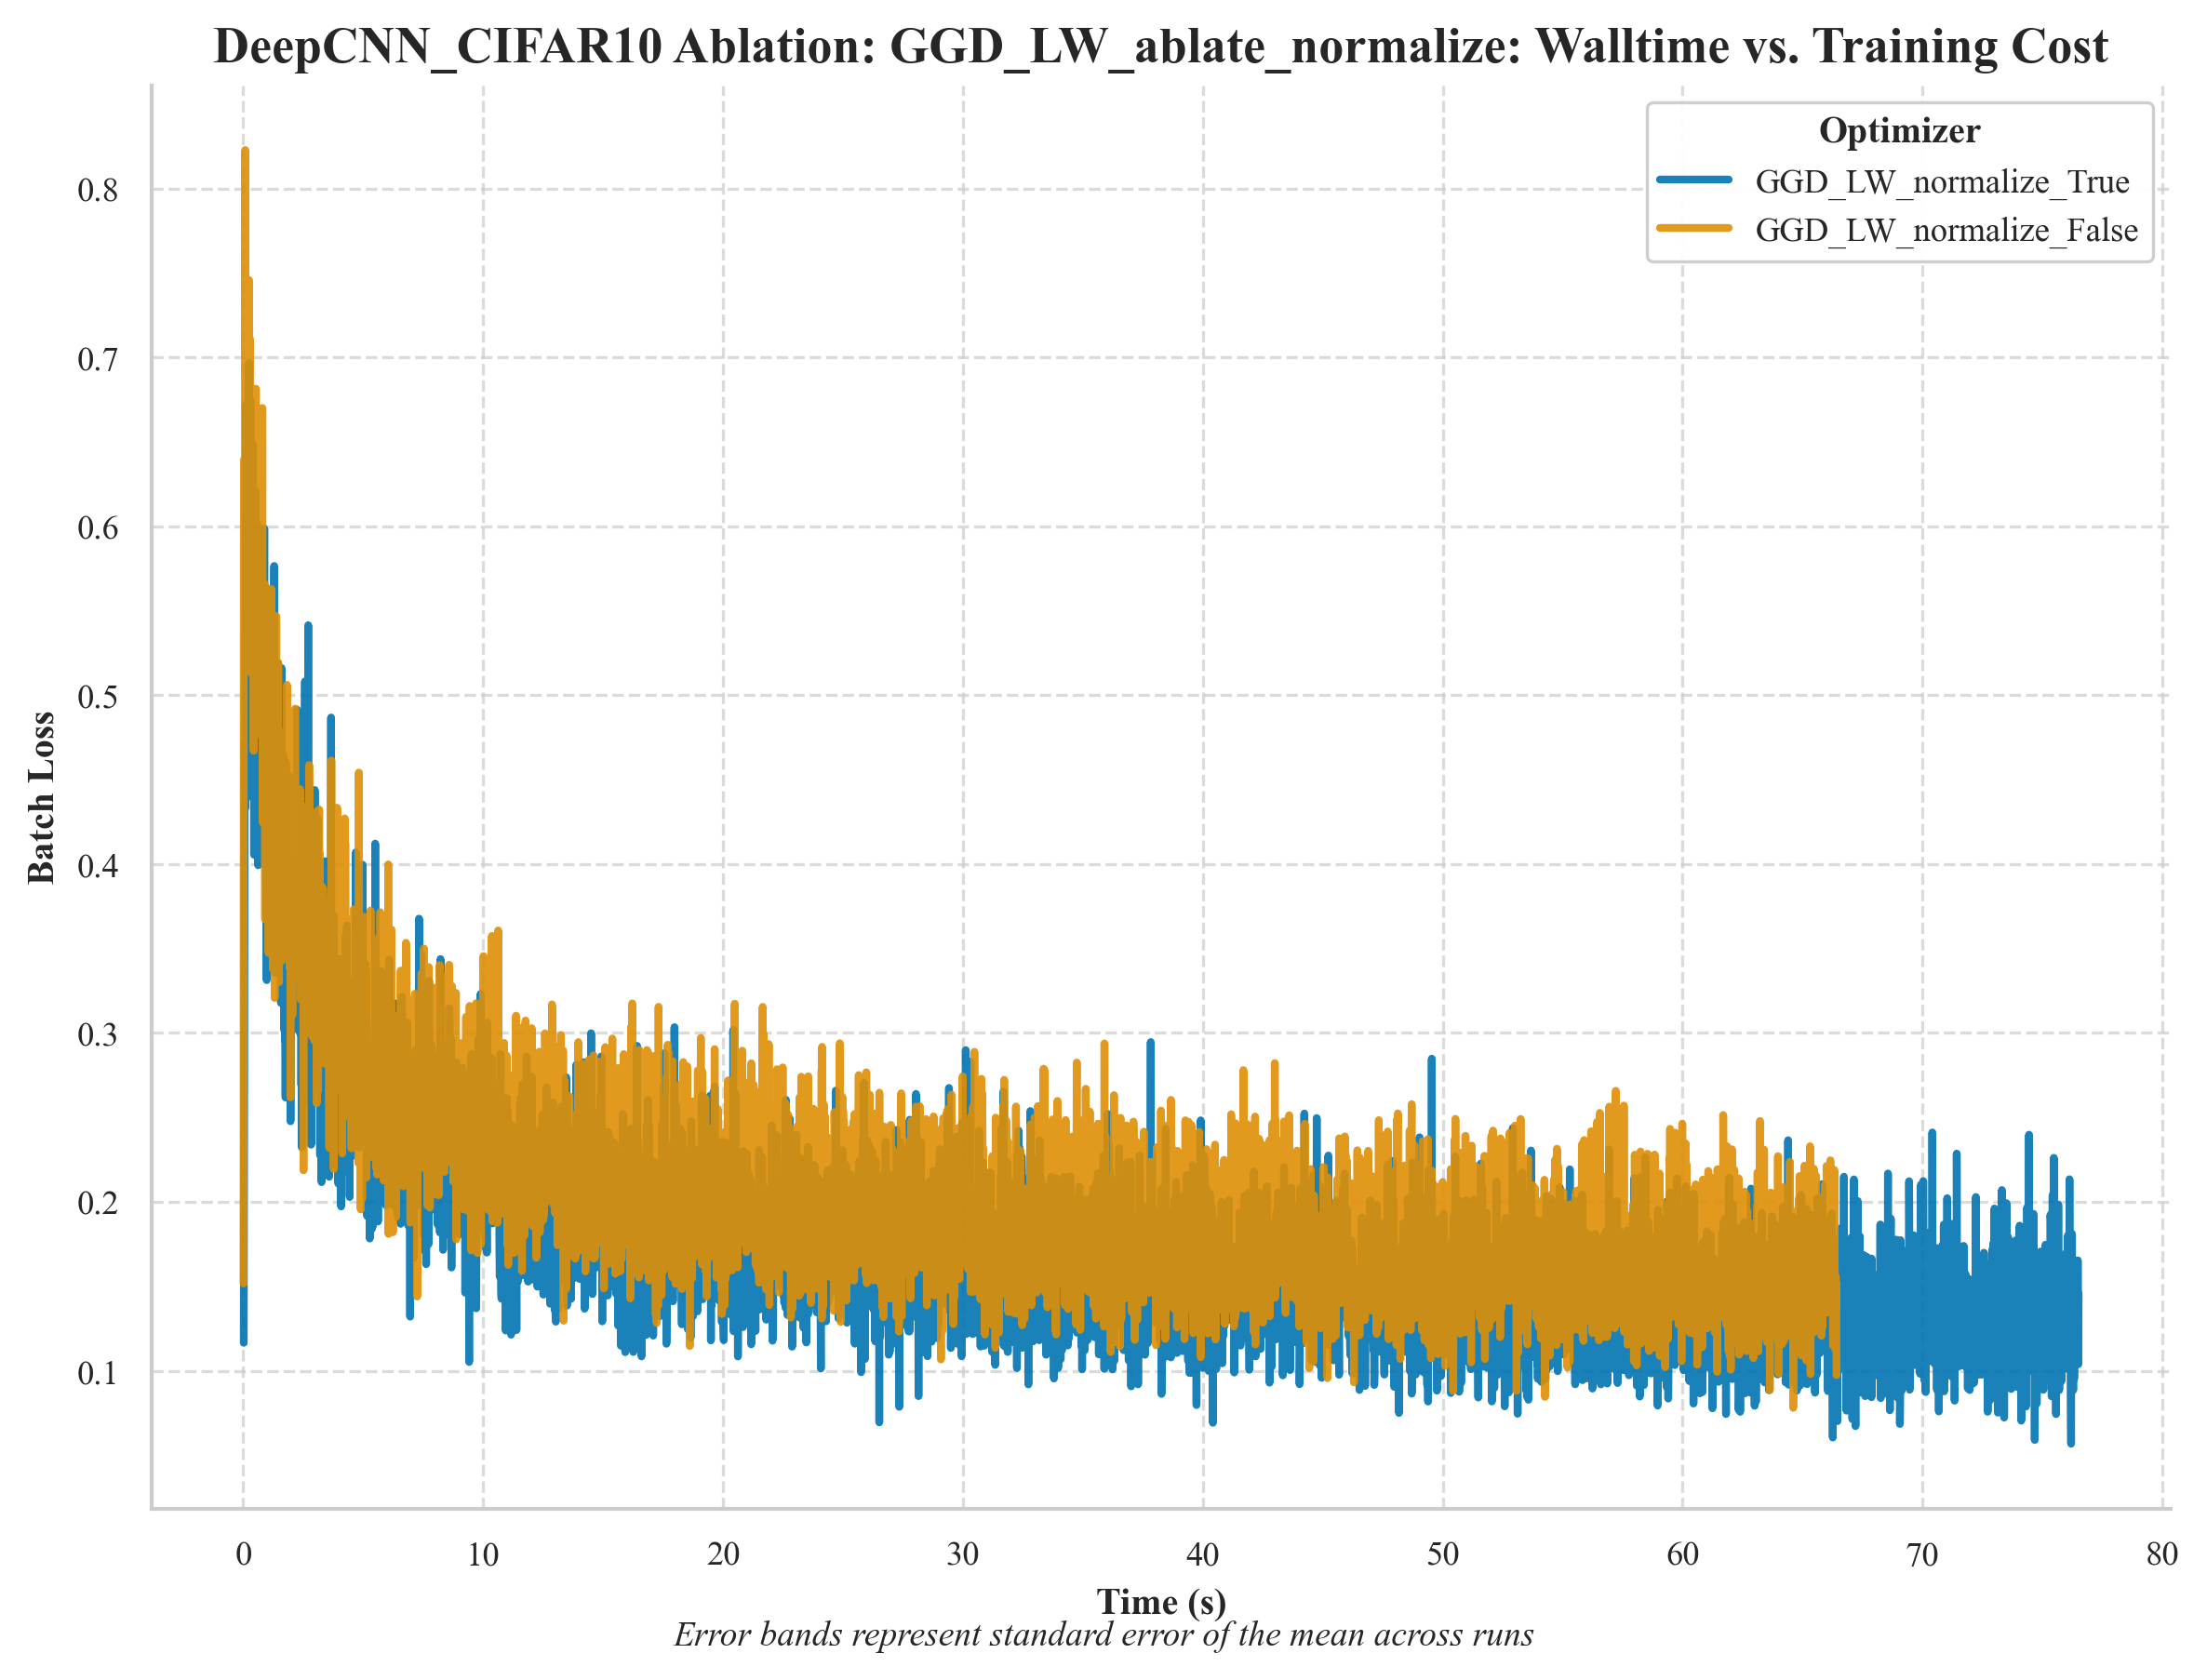 DeepCNN_CIFAR10 Ablation: GGD_LW_ablate_normalize: Walltime vs. Training Cost
Optimizer
GGD_LW_normalize_True
GGD_LW_normalize_False
Batch Loss
0.8
0.7
0.6
0.5
0.4
0.3
0.2
0.1
0 10 20 30 40 50 60 70 80
Time (s)
Error bands represent standard error of the mean across runs